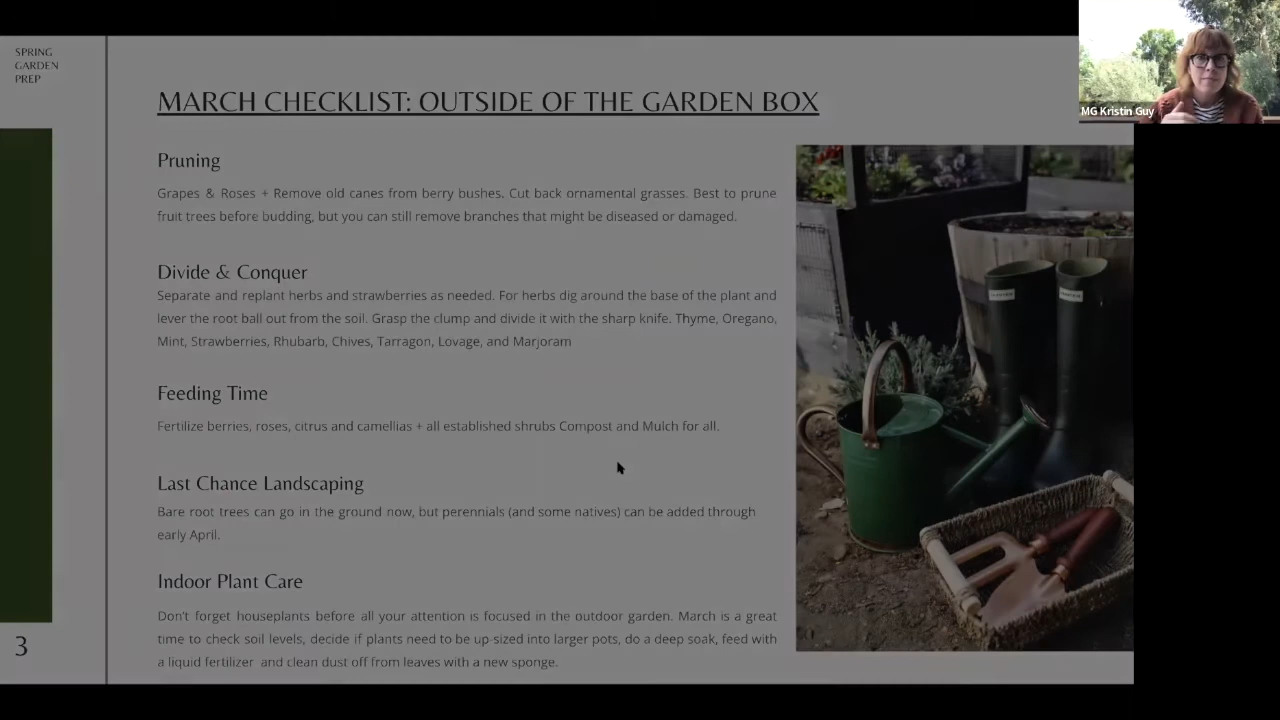 SPRING
GARDEN
PREP
MARCH CHECKLIST: OUTSIDE OF THE GARDEN BOX
Pruning
Grapes & Roses + Remove old canes from berry bushes. Cut back ornamental grasses. Best to prune
fruit trees before budding, but you can still remove branches that might be diseased or damaged.
Divide & Conquer
Separate and replant herbs and strawberries as needed. For herbs dig around the base of the plant and
lever the root ball out from the soil. Grasp the clump and divide it with the sharp knife. Thyme, Oregano,
Mint, Strawberries, Rhubarb, Chives, Tarragon, Lovage, and Marjoram
Feeding Time
Fertilize berries, roses, citrus and camellias + all established shrubs Compost and Mulch for all.
Last Chance Landscaping
Bare root trees can go in the ground now, but perennials (and some natives) can be added through
early April.
Indoor Plant Care
Don't forget houseplants before all your attention is focused in the outdoor garden. March is a great
time to check soil levels, decide if plants need to be up-sized into larger pots, do a deep soak, feed with
a liquid fertilizer and clean dust off from leaves with a new sponge.
3
MG Kristin Guy